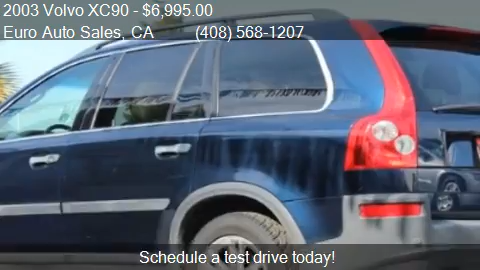 2003 Volvo XC90 - $6,995.00
Euro Auto Sales, CA (408) 568-1207
Schedule a test drive today!